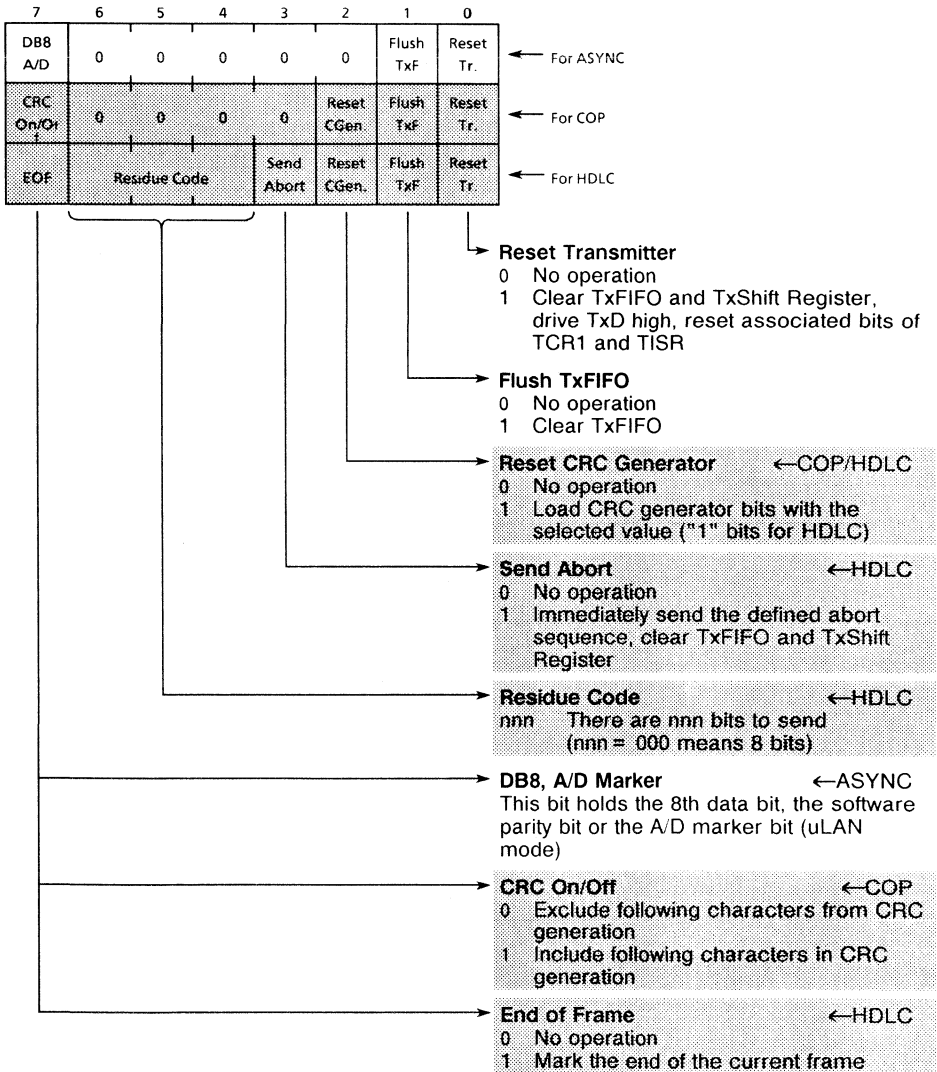 7 6 5 4 3 2 1 0
DB8 A/D 0 0 0 0 0 Flush TxF Reset Tr. ← For ASYNC
CRC On/Of f 0 0 0 0 Reset CGen. Flush TxF Reset Tr. ← For COP
EOF Residue Code Send Abort Reset CGen. Flush TxF Reset Tr. ← For HDLC
Reset Transmitter
0 No operation
1 Clear TxFIFO and TxShift Register,
drive TxD high, reset associated bits of
TCR1 and TISR
Flush TxFIFO
0 No operation
1 Clear TxFIFO
Reset CRC Generator ←COP/HDLC
0 No operation
1 Load CRC generator bits with the
selected value ("1" bits for HDLC)
Send Abort ←HDLC
0 No operation
1 Immediately send the defined abort
sequence, clear TxFIFO and TxShift
Register
Residue Code ←HDLC
nnn There are nnn bits to send
(nnn = 000 means 8 bits)
DB8, A/D Marker ←ASYNC
This bit holds the 8th data bit, the software
parity bit or the A/D marker bit (uLAN
mode)
CRC On/Off ←COP
0 Exclude following characters from CRC
generation
1 Include following characters in CRC
generation
End of Frame ←HDLC
0 No operation
1 Mark the end of the current frame